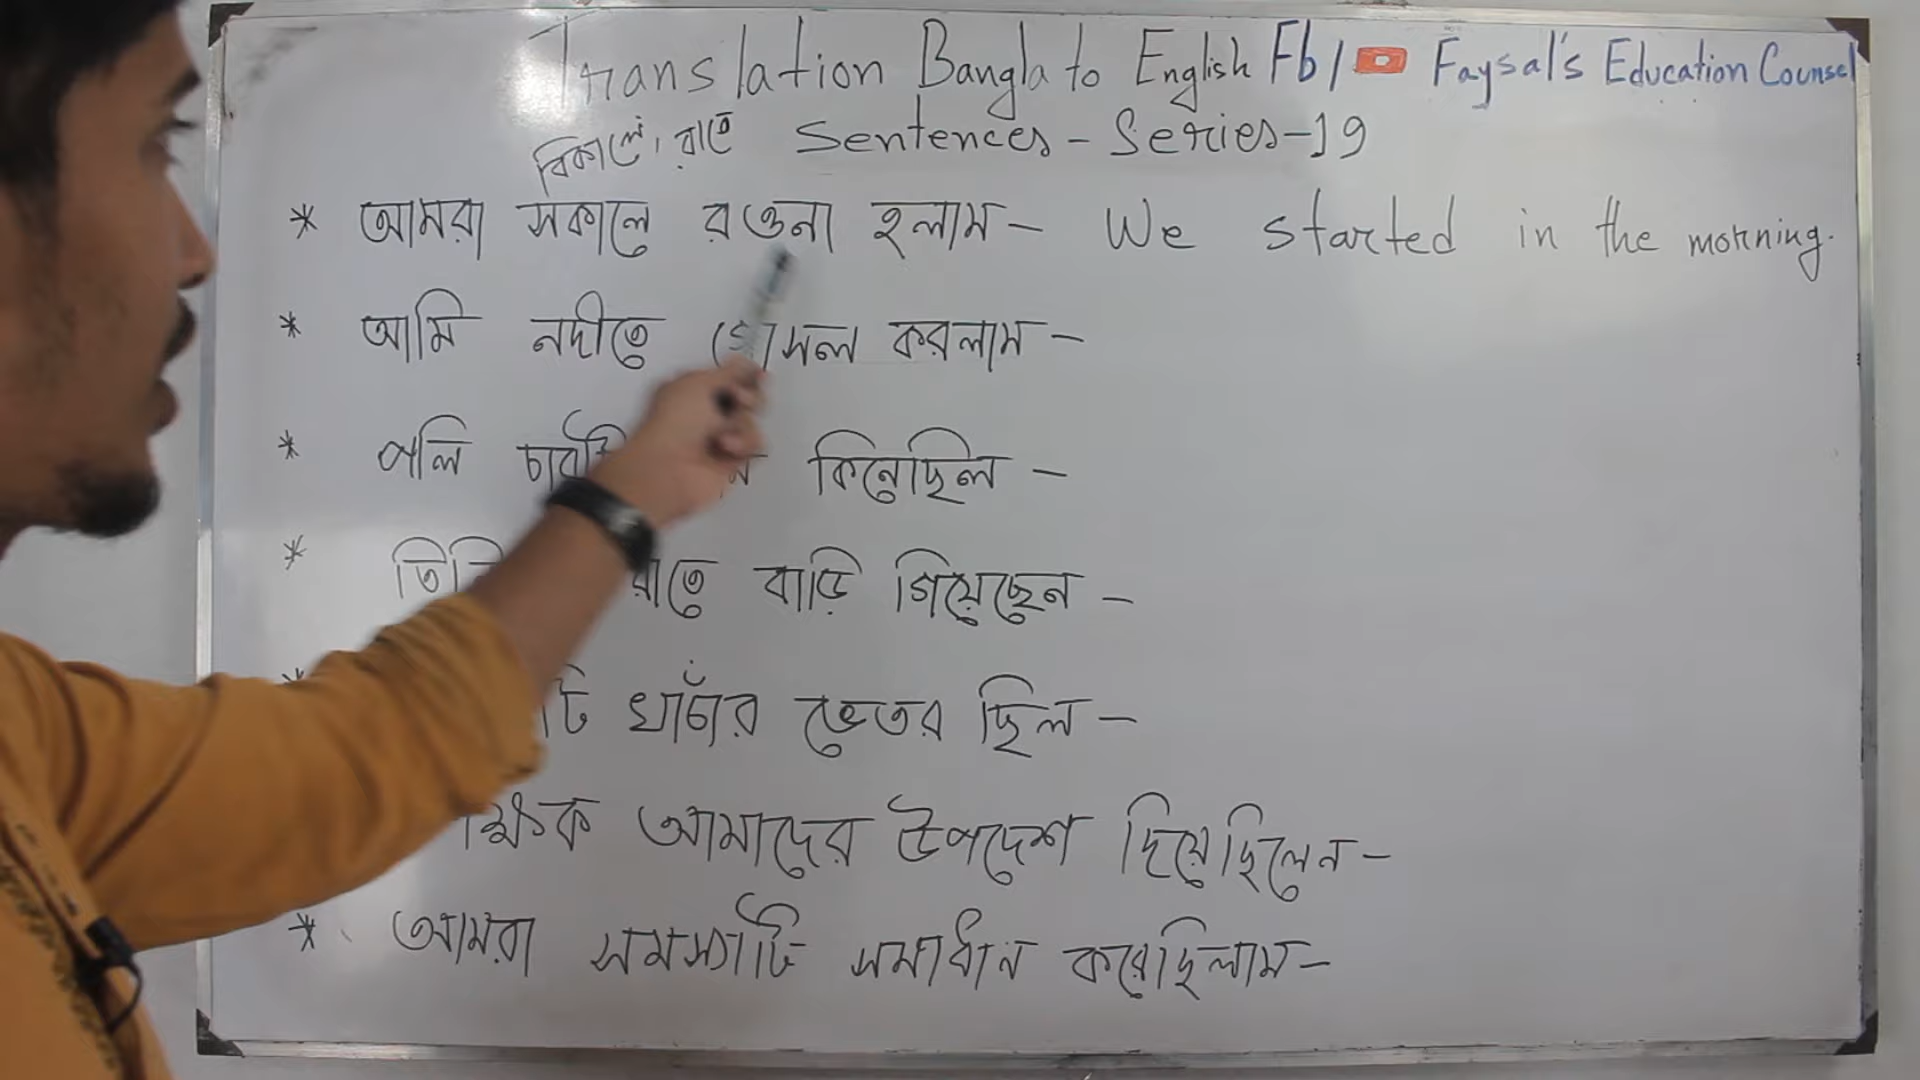 Translation Bangla to English Fb/ Faysal's Education Counsel
বিকালে, রাতে Sentences - Series-19
* আমরা সকালে রওনা হলাম - We started in the morning.
* আমি নদীতে গোসল করলাম -
* পলি কিনেছিল -
* রাতে বাড়ি গিয়েছেন -
খাঁচার ভেতর ছিল -
আমাদের উপদেশ দিয়েছিলেন -
* আমরা সমস্যাটি সমাধান করেছিলাম -